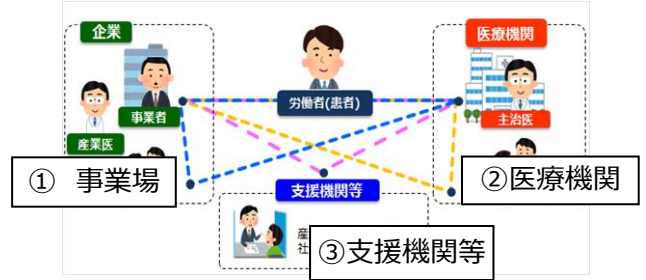 企業
医療機関
労働者(患者)
事業者
主治医
産業医
① 事業場
②医療機関
支援機関等
産
社
③支援機関等